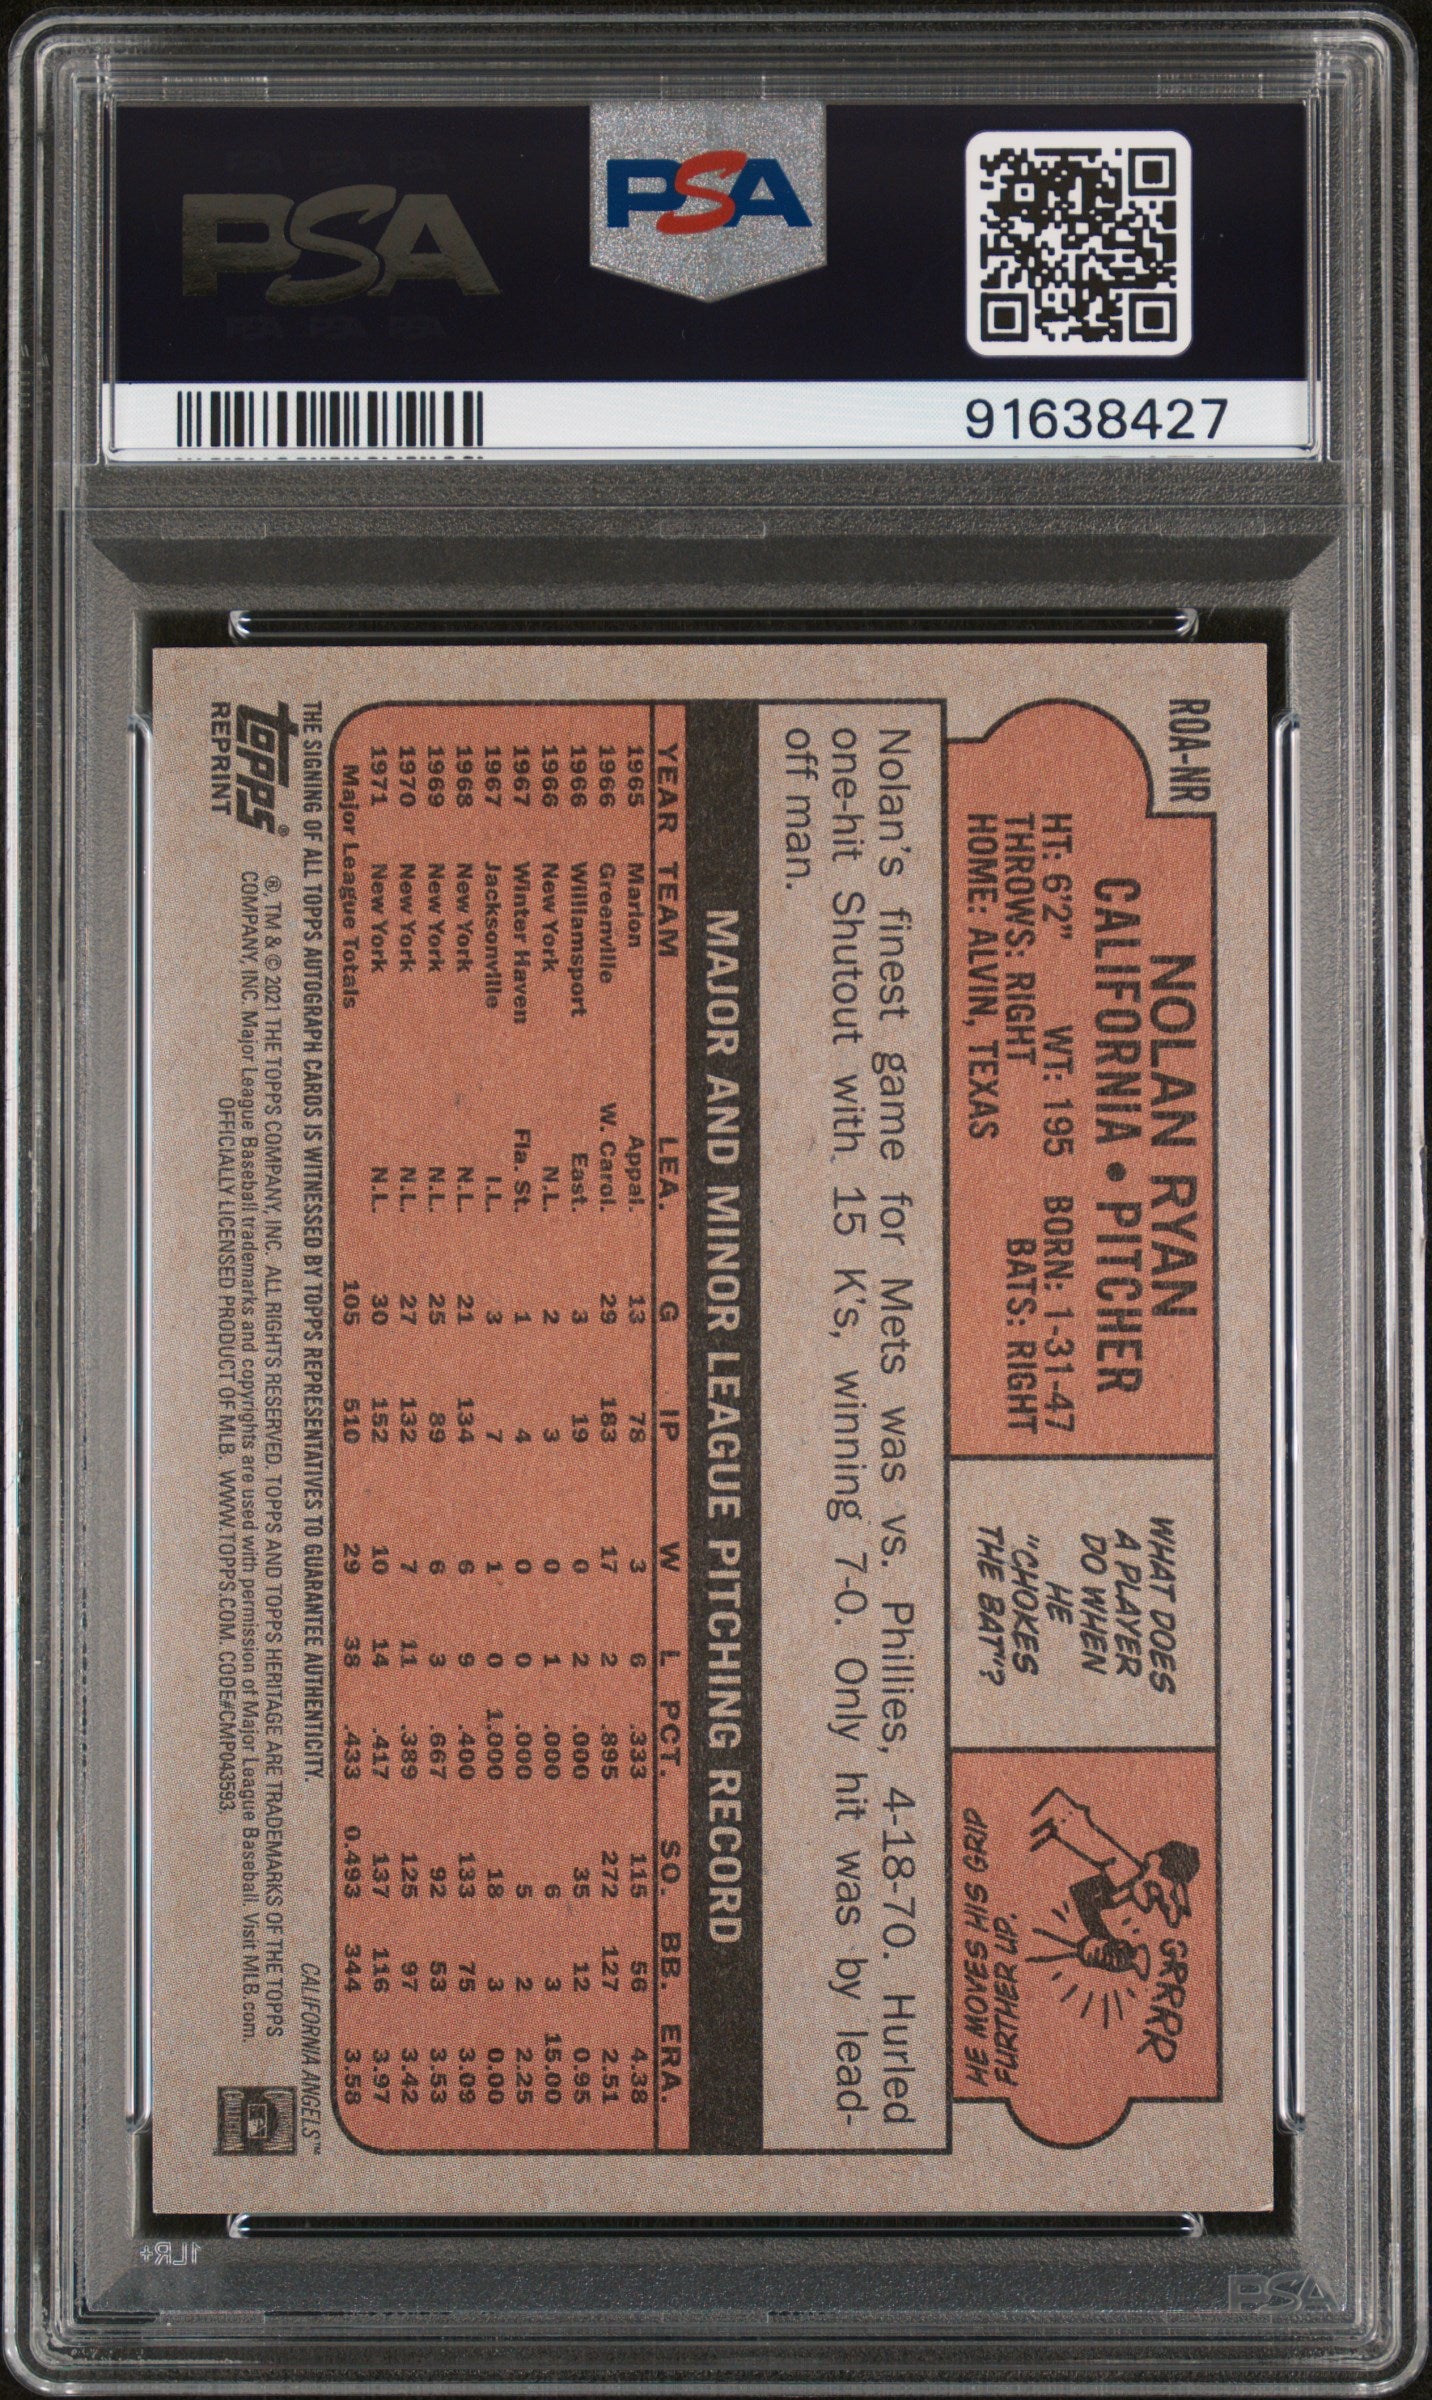 PSA
PSA
91638427
ROA-NR
NOLAN RYAN
CALIFORNIA • PITCHER
HT: 6'2" WT: 195 BORN: 1-31-47
THROWS: RIGHT BATS: RIGHT
HOME: ALVIN, TEXAS
WHAT DOES
A PLAYER
DO WHEN
HE
"CHOKES
THE BAT"?
GRRRR
HE MOVES HIS GRIP
FURTHER UP.
Nolan's finest game for Mets was vs. Phillies, 4-18-70. Hurled
one-hit Shutout with 15 K's, winning 7-0. Only hit was by lead-
off man.
MAJOR AND MINOR LEAGUE PITCHING RECORD
YEAR TEAM LEA. G IP W L PCT. SO. BB. ERA.
1965 Marion Appal. 13 78 3 6 .333 115 56 4.38
1966 Greenville W. Carol. 29 183 17 2 .895 272 127 2.51
1966 Williamsport East. 3 19 0 2 .000 35 12 0.95
1966 New York N.L. 2 3 0 1 .000 6 3 15.00
1967 Winter Haven Fla. St. 1 4 0 0 .000 5 2 2.25
1967 Jacksonville I.L. 3 7 1 0 1.000 18 3 0.00
1968 New York N.L. 21 134 6 9 .400 133 75 3.09
1969 New York N.L. 25 89 6 3 .667 92 53 3.53
1970 New York N.L. 27 132 7 11 .389 125 97 3.42
1971 New York N.L. 30 152 10 14 .417 137 116 3.97
Major League Totals 105 510 29 38 .433 0.493 344 3.58
THE SIGNING OF ALL TOPPS AUTOGRAPH CARDS IS WITNESSED BY TOPPS REPRESENTATIVES TO GUARANTEE AUTHENTICITY.
CALIFORNIA ANGELS™
topps®
REPRINT
®, TM & © 2021 THE TOPPS COMPANY, INC. ALL RIGHTS RESERVED. TOPPS AND TOPPS HERITAGE ARE TRADEMARKS OF THE TOPPS
COMPANY, INC. Major League Baseball trademarks and copyrights are used with permission of Major League Baseball. Visit MLB.com.
OFFICIALLY LICENSED PRODUCT OF MLB. WWW.TOPPS.COM. CODE#CMP043593.
1LR+
PSA